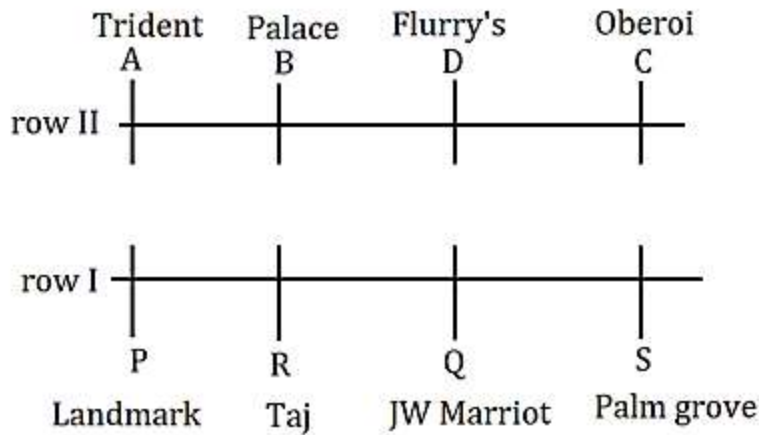 Trident Palace Flurry's Oberoi
A B D C
row II
row I
P R Q S
Landmark Taj JW Marriot Palm grove